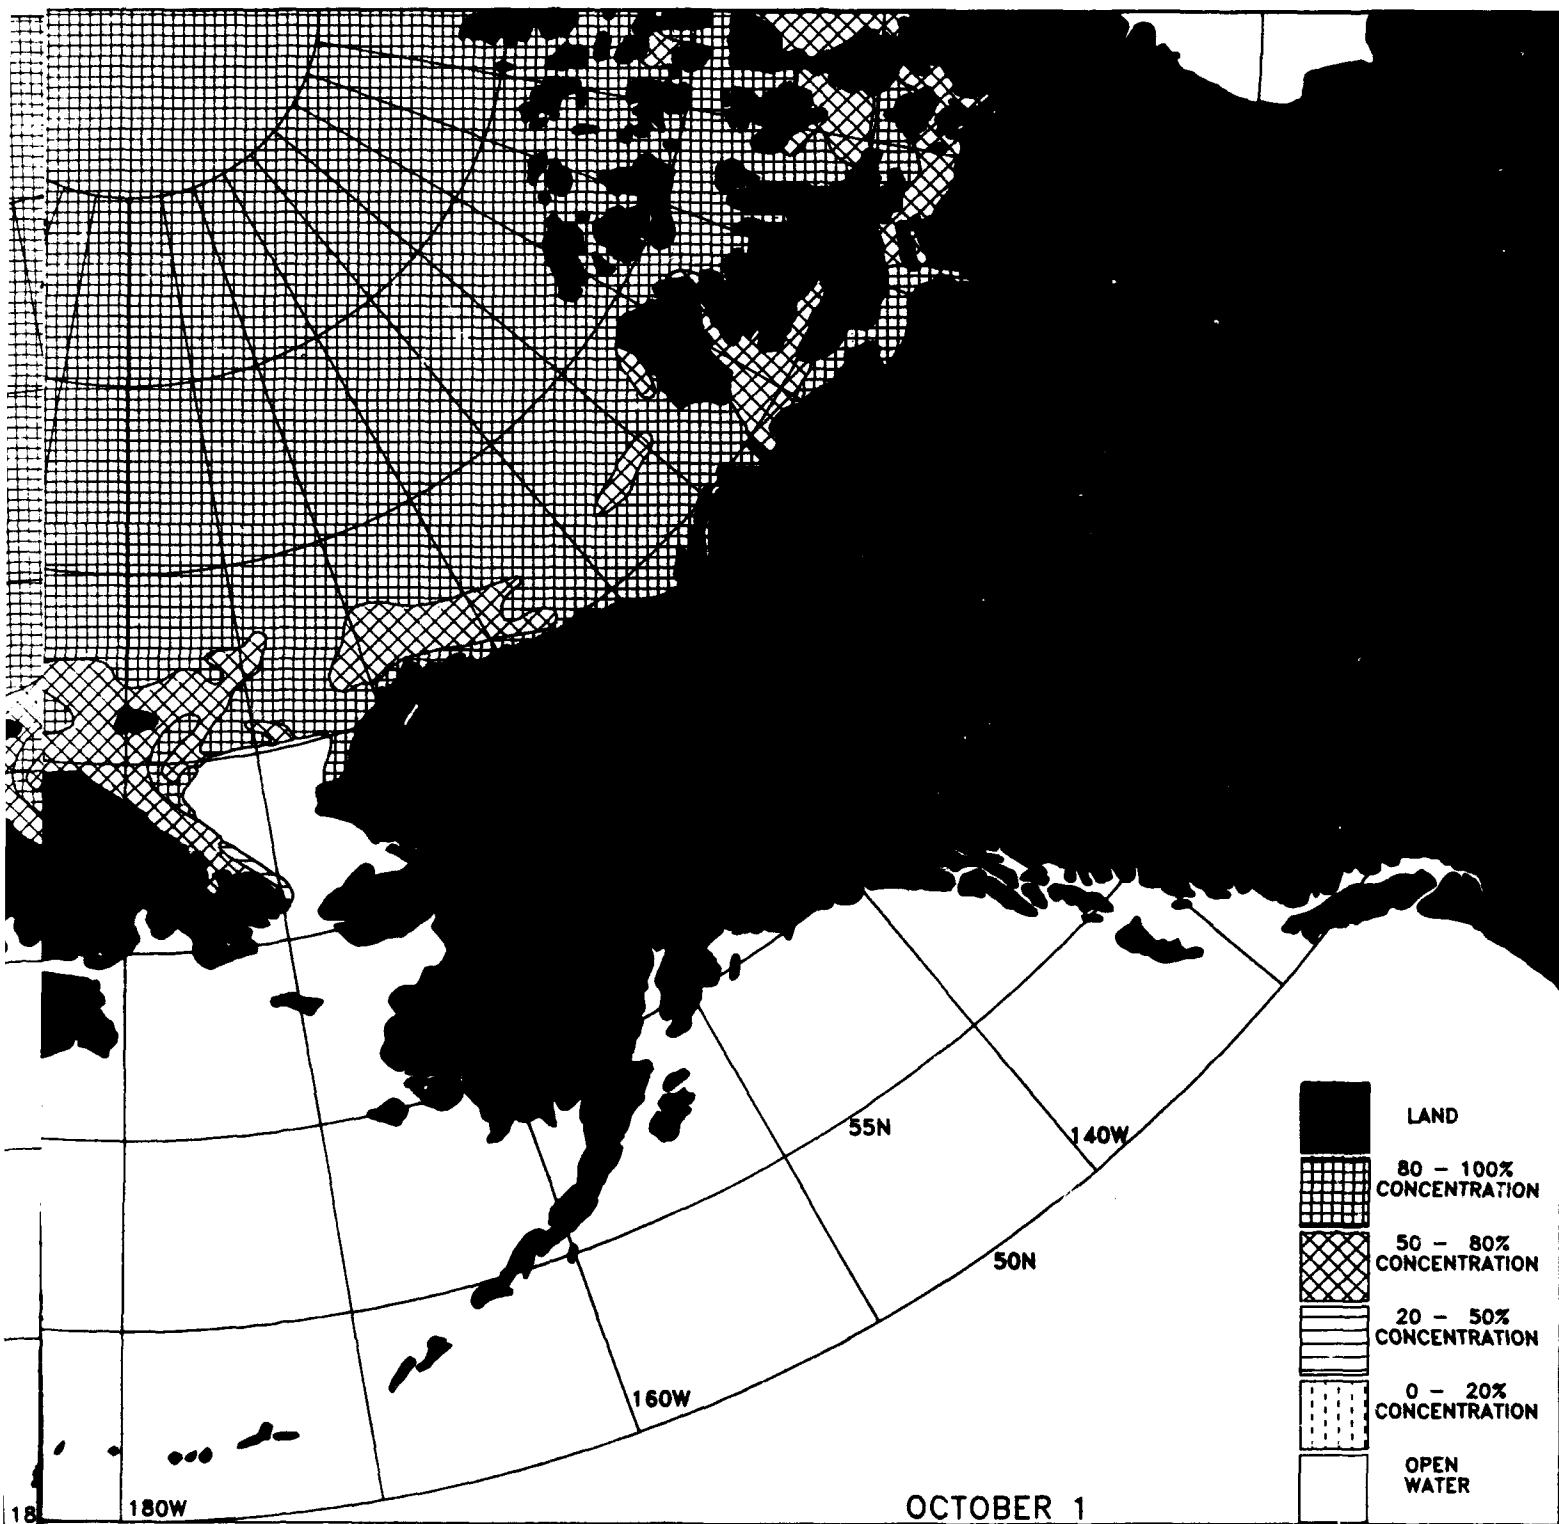 55N
140W
50N
160W
180W
18
OCTOBER 1
LAND
80 - 100%
CONCENTRATION
50 - 80%
CONCENTRATION
20 - 50%
CONCENTRATION
0 - 20%
CONCENTRATION
OPEN
WATER